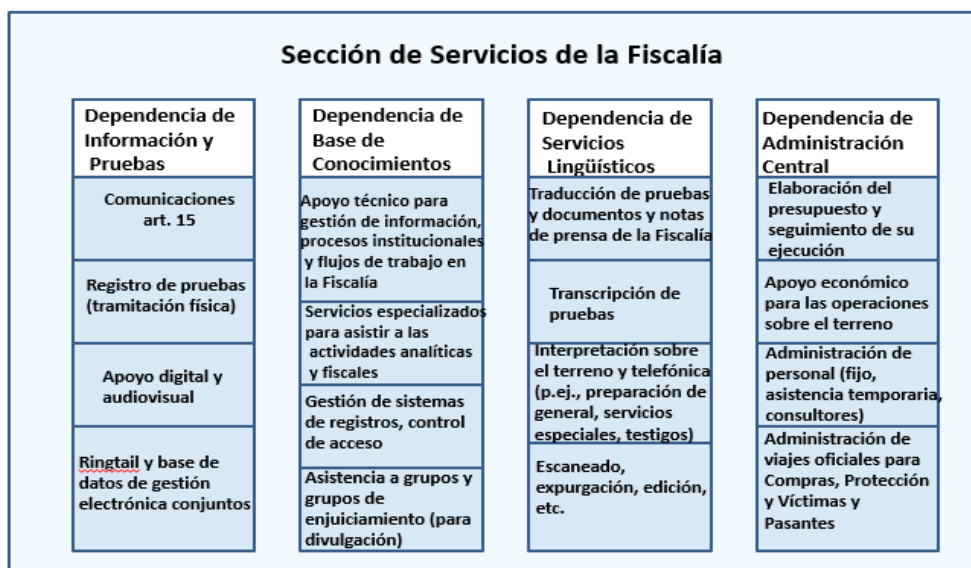 Sección de Servicios de la Fiscalía
Dependencia de
Información y
Pruebas
Comunicaciones
art. 15
Registro de pruebas
(tramitación física)
Apoyo digital y
audiovisual
Ringtail y base de
datos de gestión
electrónica conjuntos
Dependencia de
Base de
Conocimientos
Apoyo técnico para
gestión de información,
procesos institucionales
y flujos de trabajo en
la Fiscalía
Servicios especializados
para asistir a las
actividades analíticas
y fiscales
Gestión de sistemas
de registros, control
de acceso
Asistencia a grupos y
grupos de
enjuiciamiento (para
divulgación)
Dependencia de
Servicios
Lingüísticos
Traducción de pruebas
y documentos y notas
de prensa de la Fiscalía
Transcripción de
pruebas
Interpretación sobre
el terreno y telefónica
(p.ej., preparación de
general, servicios
especiales, testigos)
Escaneado,
expurgación, edición,
etc.
Dependencia de
Administración
Central
Elaboración del
presupuesto y
seguimiento de su
ejecución
Apoyo económico
para las operaciones
sobre el terreno
Administración de
personal (fijo,
asistencia temporaria,
consultores)
Administración de
viajes oficiales para
Compras, Protección
y Víctimas y
Pasantes